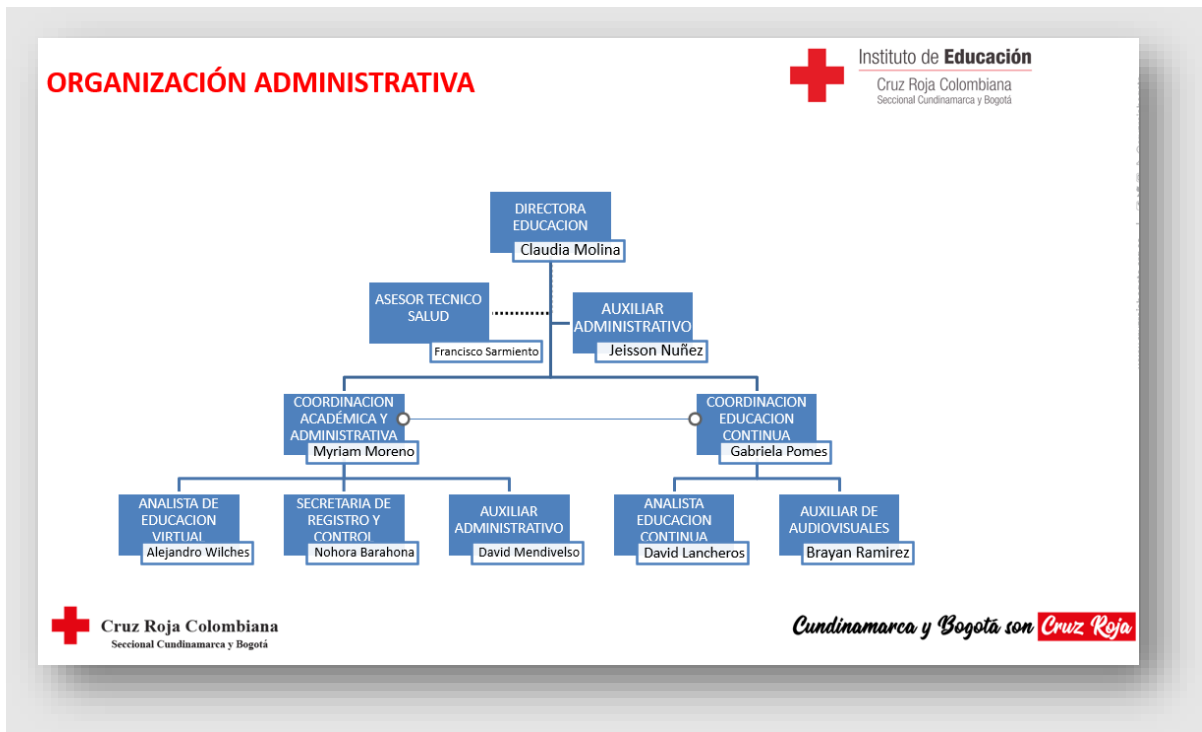 ORGANIZACIÓN ADMINISTRATIVA
Instituto de Educación
Cruz Roja Colombiana
Seccional Cundinamarca y Bogotá
DIRECTORA
EDUCACION
Claudia Molina
ASESOR TECNICO
SALUD
Francisco Sarmiento
AUXILIAR
ADMINISTRATIVO
Jeisson Nuñez
COORDINACION
ACADÉMICA Y
ADMINISTRATIVA
Myriam Moreno
COORDINACION
EDUCACION
CONTINUA
Gabriela Pomes
ANALISTA DE
EDUCACION
VIRTUAL
Alejandro Wilches
SECRETARIA DE
REGISTRO Y
CONTROL
Nohora Barahona
AUXILIAR
ADMINISTRATIVO
David Mendivelso
ANALISTA
EDUCACION
CONTINUA
David Lancheros
AUXILIAR DE
AUDIOVISUALES
Brayan Ramirez
Cruz Roja Colombiana
Seccional Cundinamarca y Bogotá
Cundinamarca y Bogotá son Cruz Roja